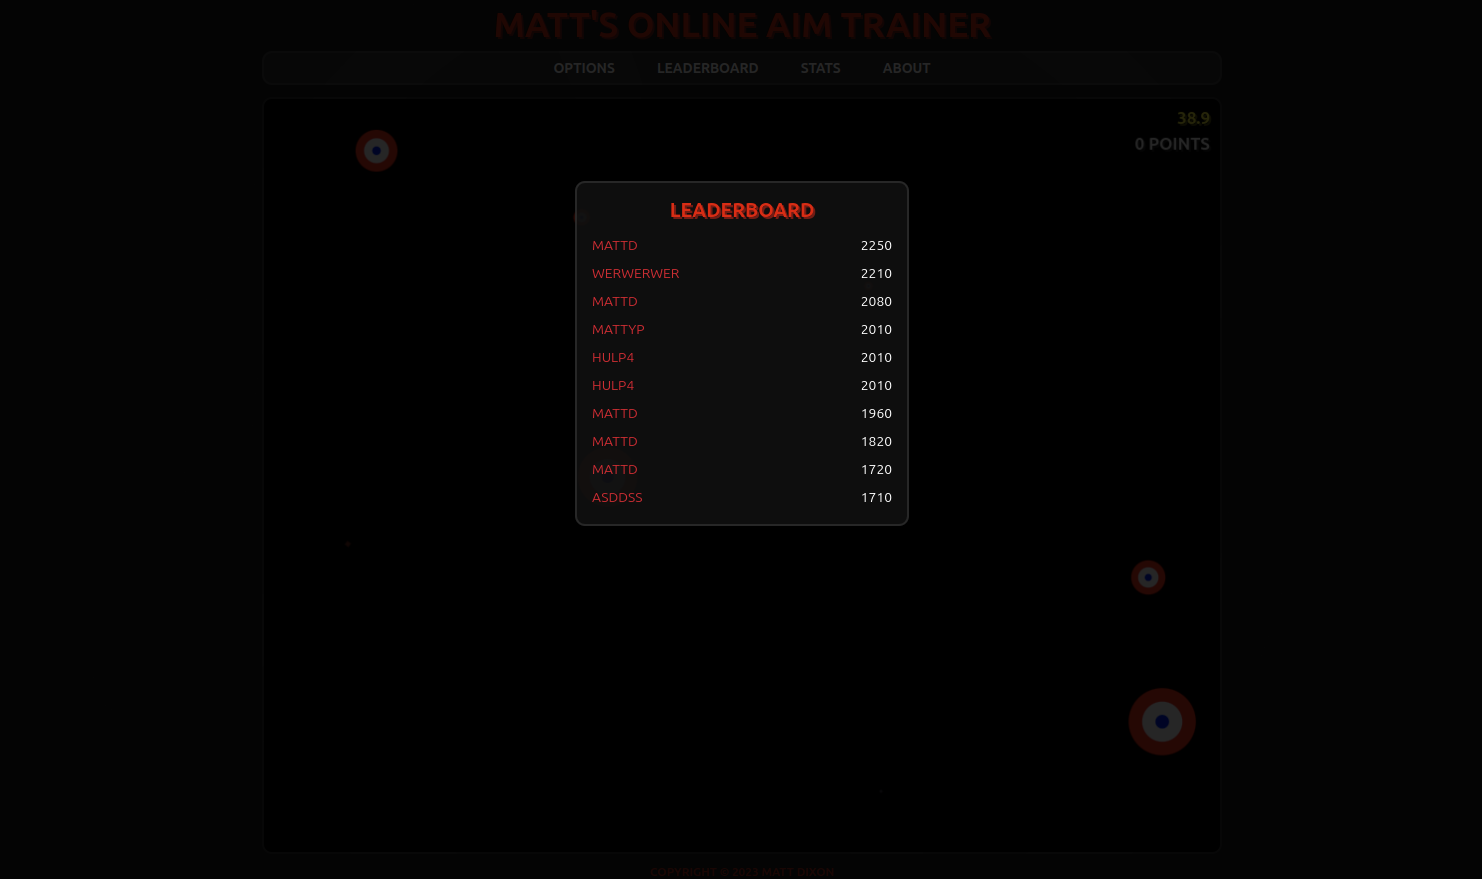 MATT'S ONLINE AIM TRAINER
OPTIONS LEADERBOARD STATS ABOUT
38.9
0 POINTS
LEADERBOARD
MATTD 2250
WERWERWER 2210
MATTD 2080
MATTYP 2010
HULP4 2010
HULP4 2010
MATTD 1960
MATTD 1820
MATTD 1720
ASDDSS 1710
COPYRIGHT © 2023 MATT DIXON